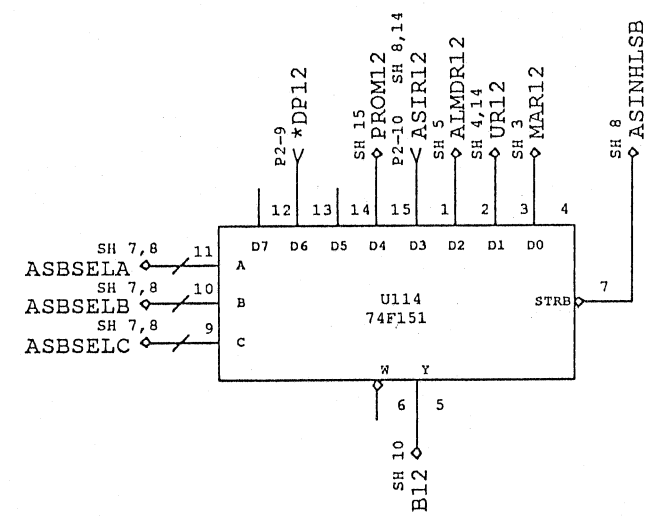 P2-9 *DP12
SH 15 PROM12
P2-10 SH 8,14 ASIR12
SH 5 ALMDR12
SH 4,14 UR12
SH 3 MAR12
SH 8 ASINHLSB
12 13 14 15 1 2 3 4
D7 D6 D5 D4 D3 D2 D1 D0
SH 7,8 11
ASBSELA A
SH 7,8 10
ASBSELB B
SH 7,8 9
ASBSELC C
U114
74F151
STRB 7
W Y
6 5
SH 10 B12